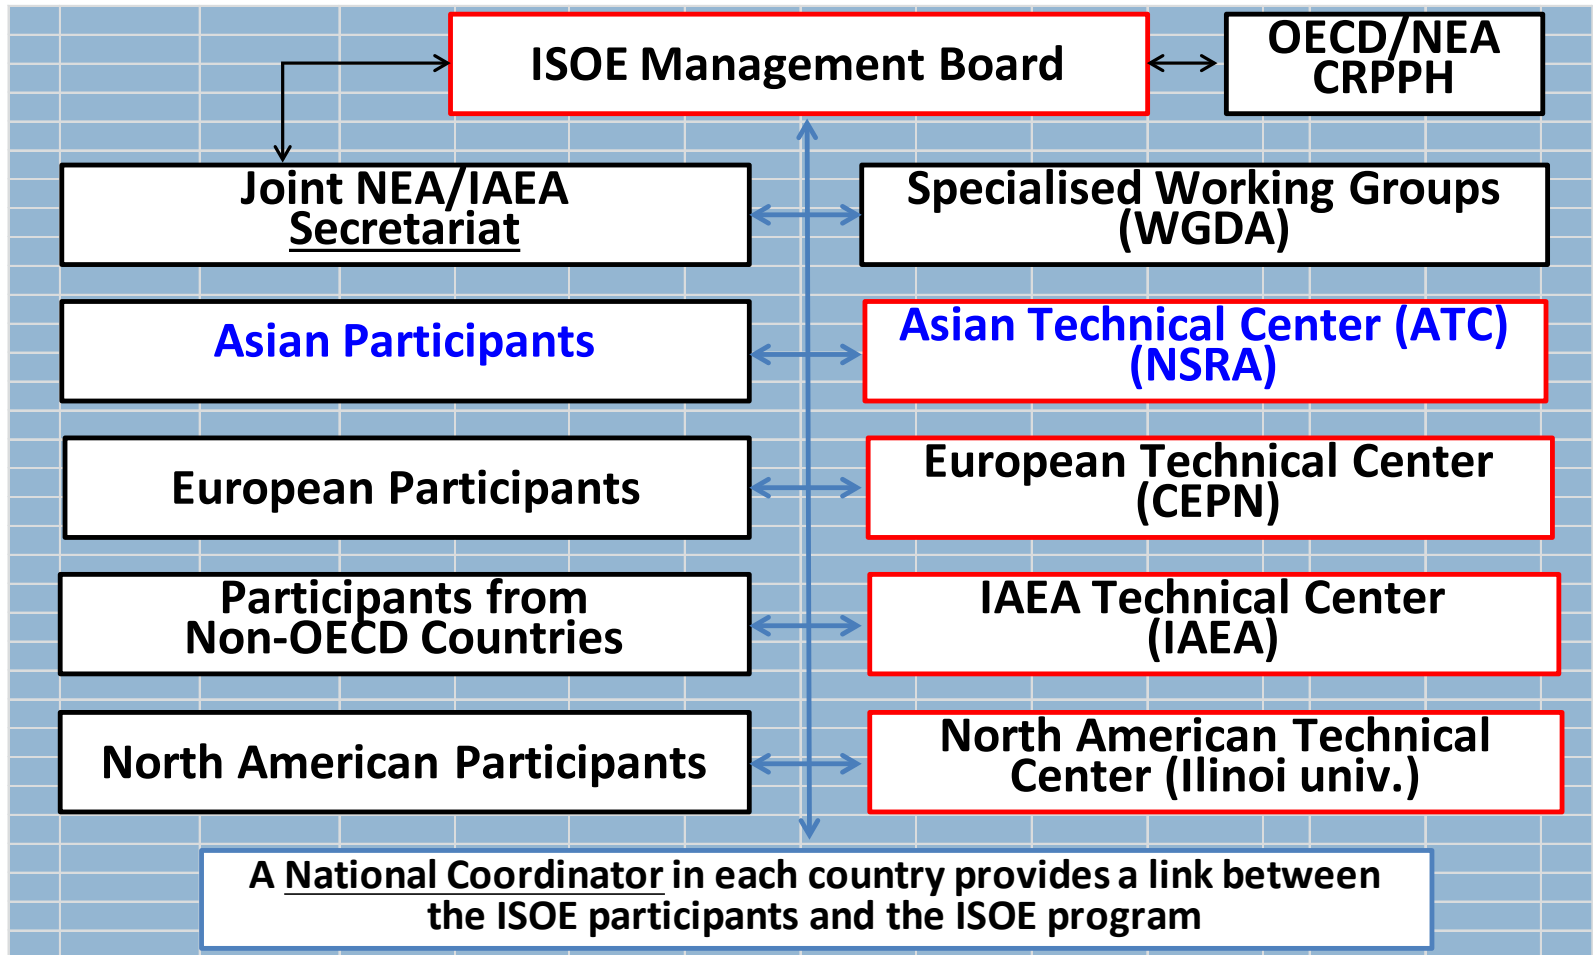 ISOE Management Board
OECD/NEA
CRPPH
Joint NEA/IAEA
Secretariat
Specialised Working Groups
(WGDA)
Asian Participants
Asian Technical Center (ATC)
(NSRA)
European Participants
European Technical Center
(CEPN)
Participants from
Non-OECD Countries
IAEA Technical Center
(IAEA)
North American Participants
North American Technical
Center (Ilinoi univ.)
A National Coordinator in each country provides a link between
the ISOE participants and the ISOE program